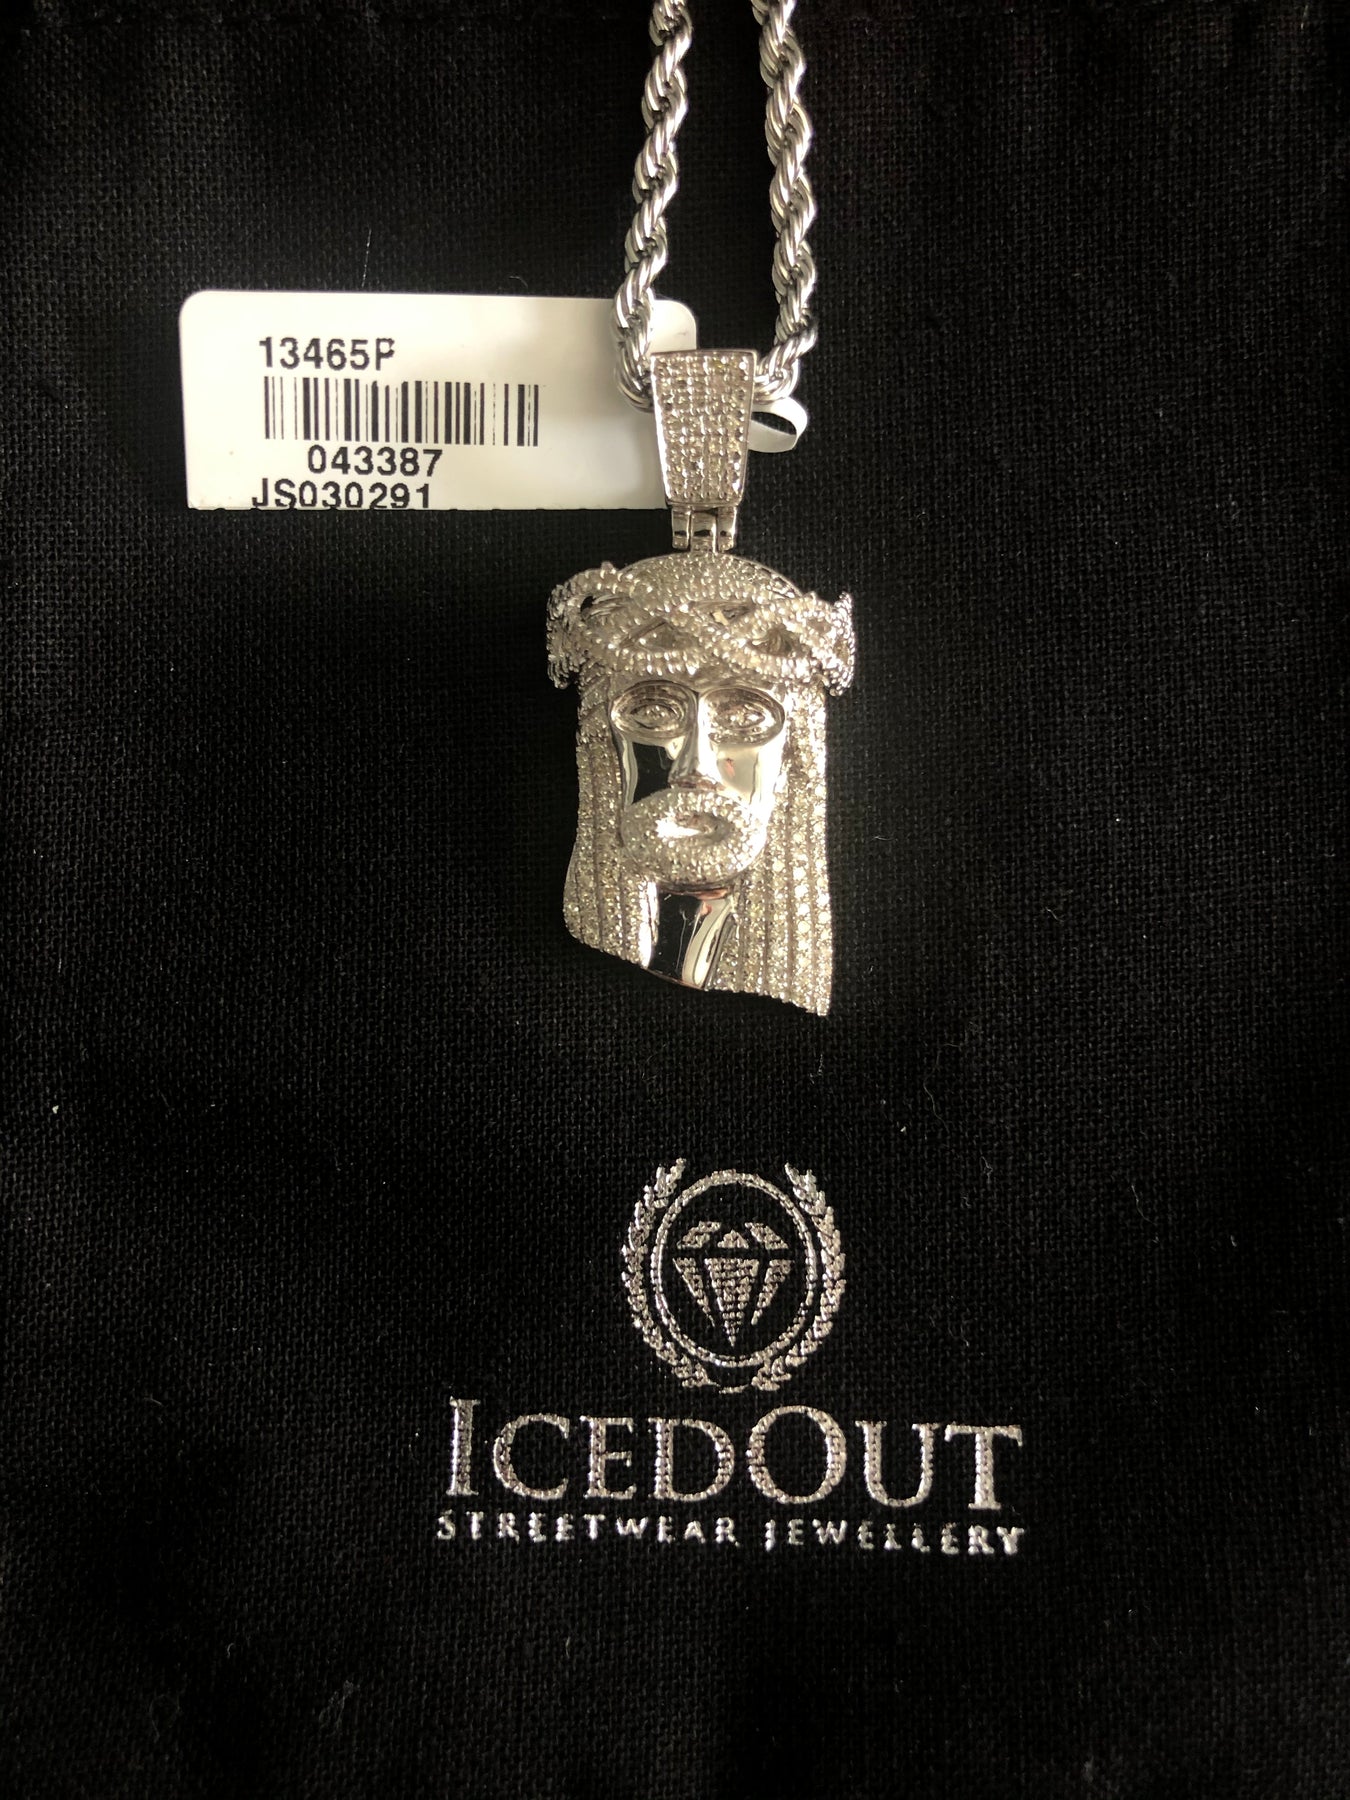 13465P
043387
JS030291
ICEDOUT
STREETWEAR JEWELLERY